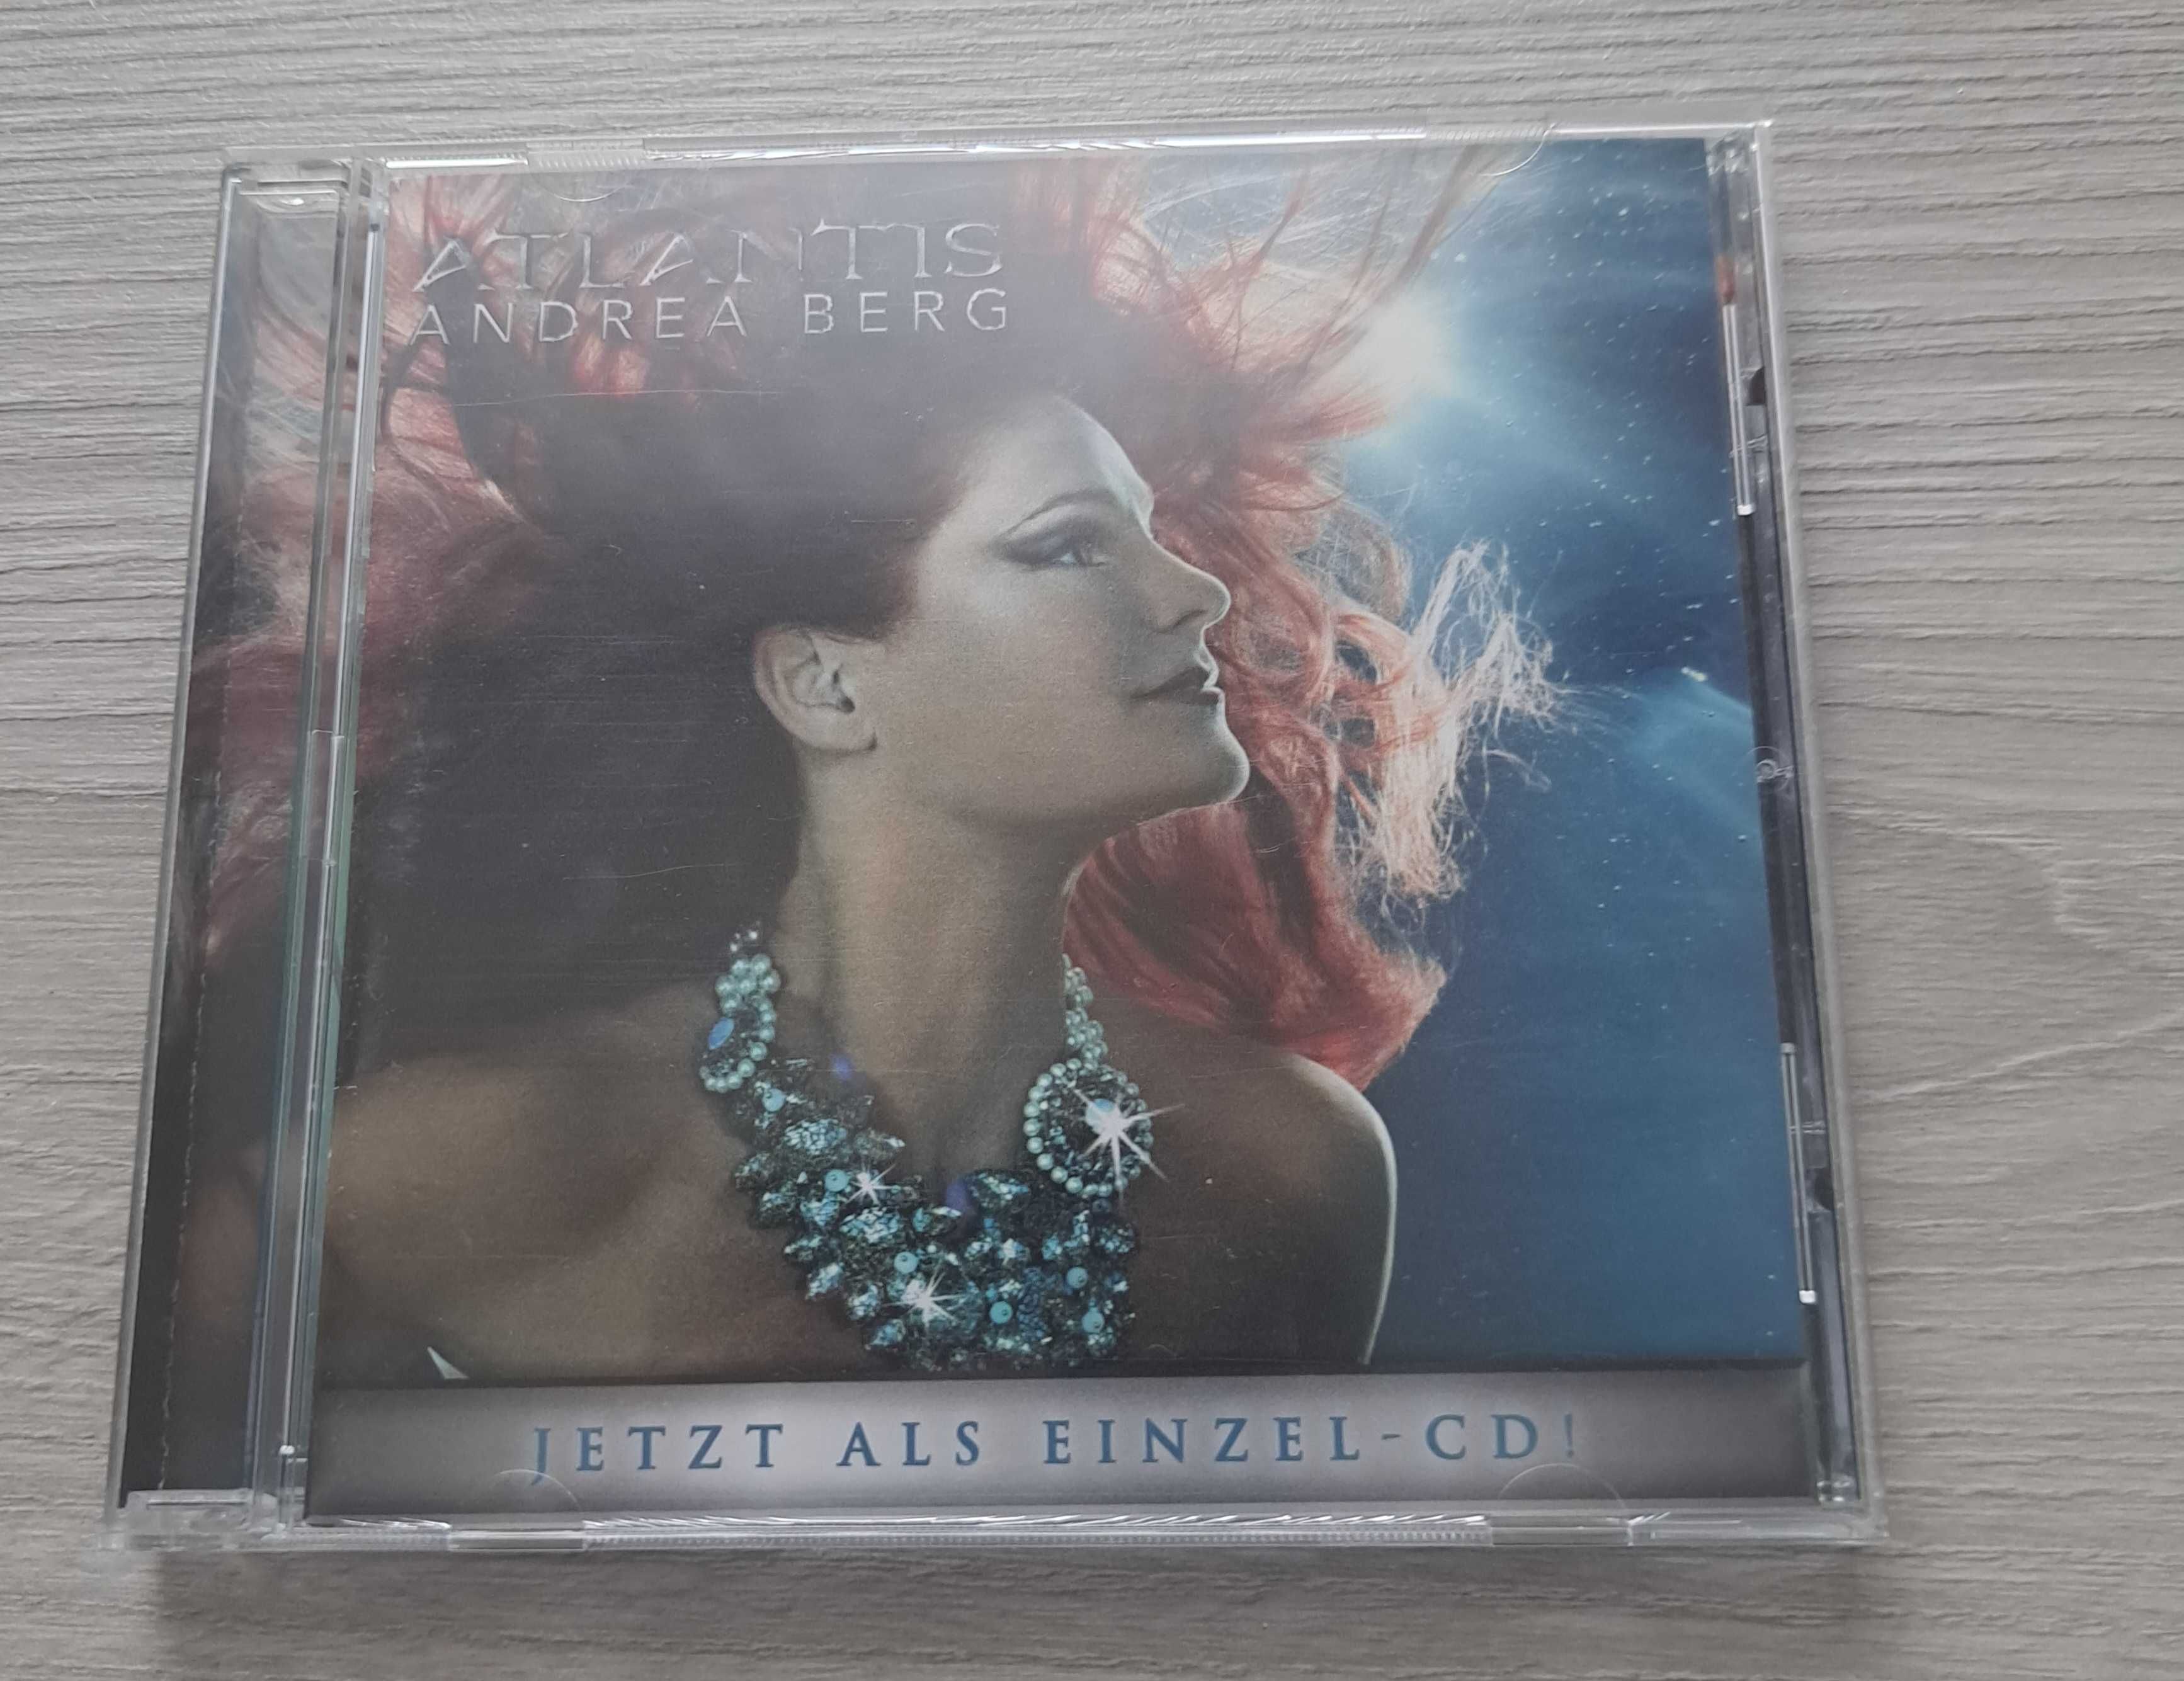 ATLANTIS
ANDREA BERG
JETZT ALS EINZEL-CD!